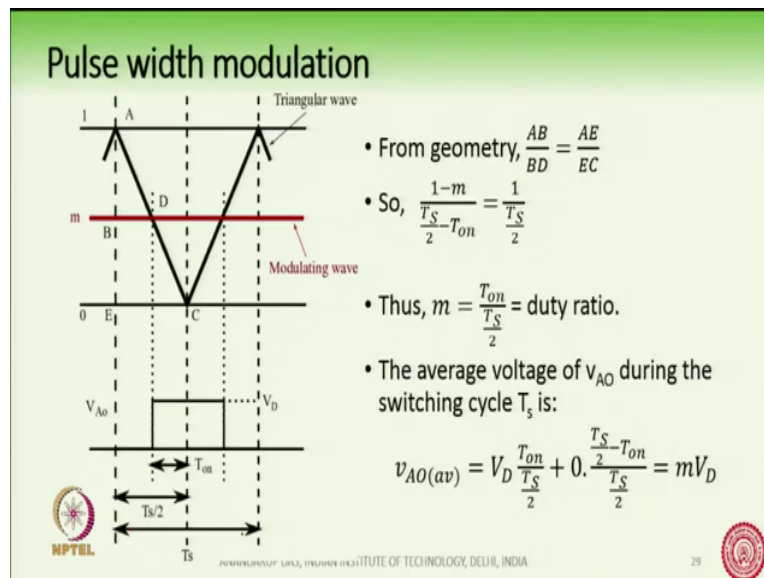 Pulse width modulation
Triangular wave
1 A
D
m
B
Modulating wave
0 E C
V_Ao
V_D
T_on
Ts/2
Ts
• From geometry, AB/BD = AE/EC
• So, (1−m)/(T_S/2 − T_on) = 1/(T_S/2)
• Thus, m = T_on/(T_S/2) = duty ratio.
• The average voltage of v_AO during the
switching cycle T_s is:
v_AO(av) = V_D T_on/(T_S/2) + 0. (T_S/2 − T_on)/(T_S/2) = mV_D
NPTEL
ANANDARUP DAS, INDIAN INSTITUTE OF TECHNOLOGY, DELHI, INDIA
29